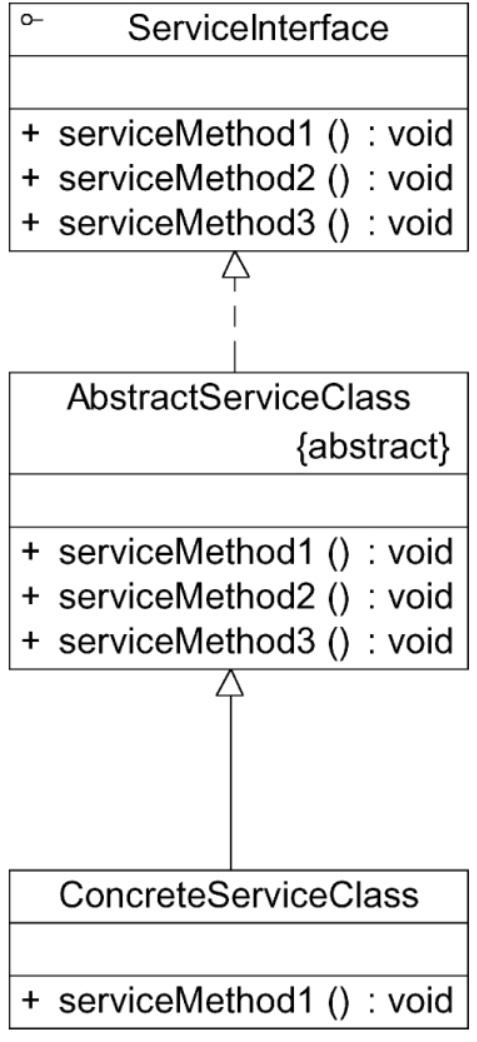 ServiceInterface
+ serviceMethod1 () : void
+ serviceMethod2 () : void
+ serviceMethod3 () : void
AbstractServiceClass
{abstract}
+ serviceMethod1 () : void
+ serviceMethod2 () : void
+ serviceMethod3 () : void
ConcreteServiceClass
+ serviceMethod1 () : void